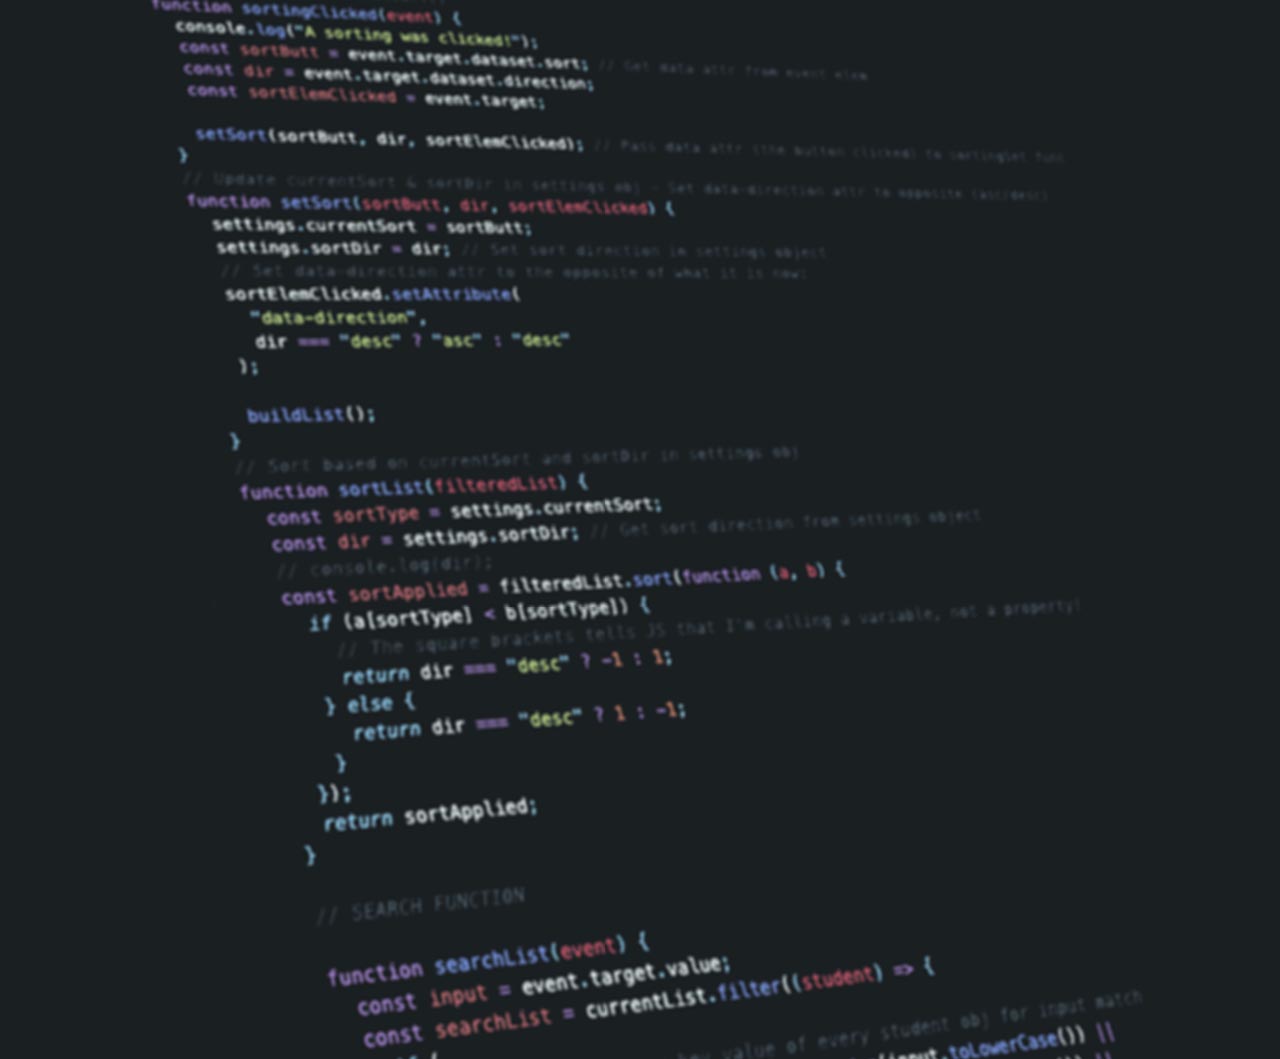 function sortingClicked(event) {
console.log("A sorting was clicked!");
const sortButt = event.target.dataset.sort; // Get data attr from event elem
const dir = event.target.dataset.direction;
const sortElemClicked = event.target;
setSort(sortButt, dir, sortElemClicked); // Pass data attr (the button clicked) to sortingSet func
}
// Update currentSort & sortDir in settings obj - Set data-direction attr to opposite (asc/desc)
function setSort(sortButt, dir, sortElemClicked) {
settings.currentSort = sortButt;
settings.sortDir = dir; // Set sort direction in settings object
// Set data-direction attr to the opposite of what it is now:
sortElemClicked.setAttribute(
"data-direction",
dir === "desc" ? "asc" : "desc"
);
buildList();
}
// Sort based on currentSort and sortDir in settings obj
function sortList(filteredList) {
const sortType = settings.currentSort;
const dir = settings.sortDir; // Get sort direction from settings object
// console.log(dir);
const sortApplied = filteredList.sort(function (a, b) {
if (a[sortType] < b[sortType]) {
// The square brackets tells JS that I'm calling a variable, not a property!
return dir === "desc" ? -1 : 1;
} else {
return dir === "desc" ? 1 : -1;
}
});
return sortApplied;
}
// SEARCH FUNCTION
function searchList(event) {
const input = event.target.value;
const searchList = currentList.filter((student) => {
key value of every student obj for input match
(input.toLowerCase()) ||